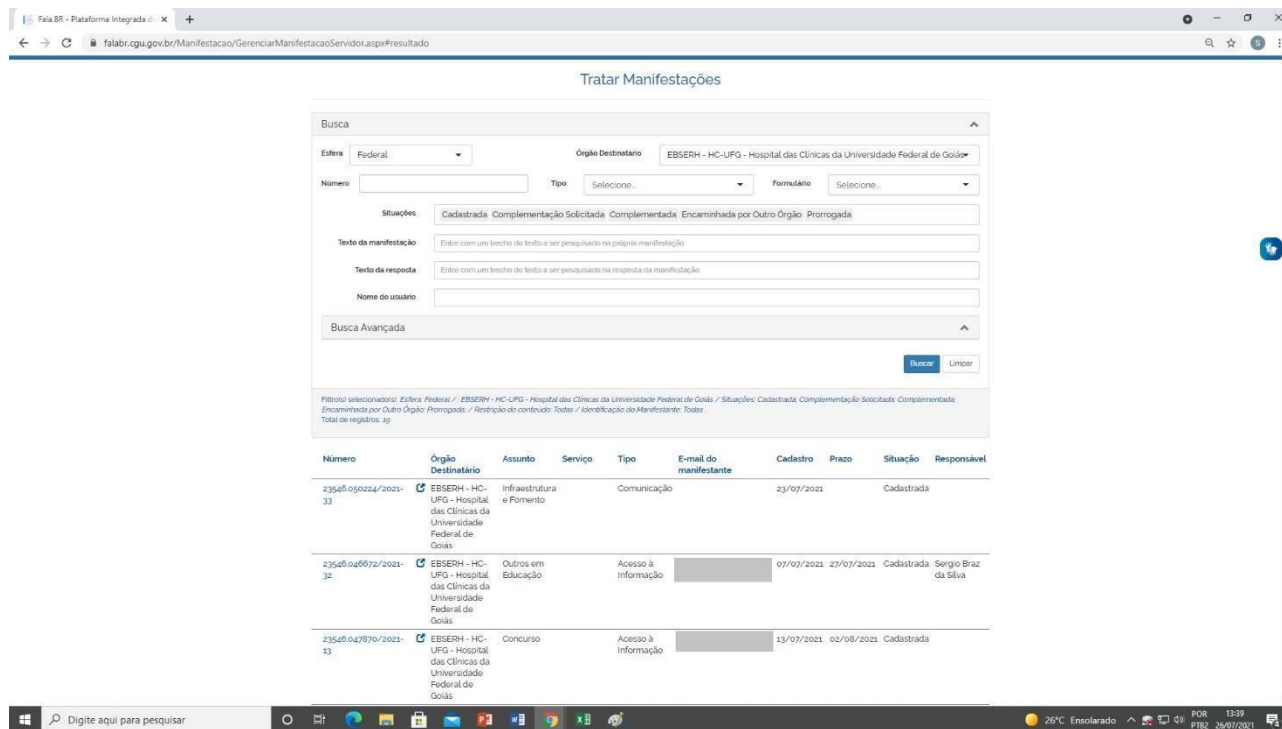 Fala.BR - Plataforma Integrada d
falabr.cgu.gov.br/Manifestacao/GerenciarManifestacaoServidor.aspx#resultado
S
Tratar Manifestações
Busca
Esfera Federal Órgão Destinatário EBSERH - HC-UFG - Hospital das Clínicas da Universidade Federal de Goiás
Número Tipo Selecione... Formulário Selecione...
Situações Cadastrada Complementação Solicitada Complementada Encaminhada por Outro Órgão Prorrogada
Texto da manifestação Entre com um trecho do texto a ser pesquisado na própria manifestação
Texto da resposta Entre com um trecho do texto a ser pesquisado na resposta da manifestação
Nome do usuário
Busca Avançada
Buscar Limpar
Filtro(s) selecionado(s): Esfera: Federal / : EBSERH - HC-UFG - Hospital das Clínicas da Universidade Federal de Goiás / Situações: Cadastrada; Complementação Solicitada; Complementada;
Encaminhada por Outro Órgão; Prorrogada; / Restrição do conteúdo: Todas / Identificação do Manifestante: Todas
Total de registros: 19
Número Órgão Destinatário Assunto Serviço Tipo E-mail do manifestante Cadastro Prazo Situação Responsável
23546.050224/2021- EBSERH - HC- Infraestrutura Comunicação 23/07/2021 Cadastrada
33 UFG - Hospital e Fomento
das Clínicas da
Universidade
Federal de
Goiás
23546.046672/2021- EBSERH - HC- Outros em Acesso à 07/07/2021 27/07/2021 Cadastrada Sergio Braz
32 UFG - Hospital Educação Informação da Silva
das Clínicas da
Universidade
Federal de
Goiás
23546.047870/2021- EBSERH - HC- Concurso Acesso à 13/07/2021 02/08/2021 Cadastrada
13 UFG - Hospital Informação
das Clínicas da
Universidade
Federal de
Goiás
Digite aqui para pesquisar 26°C Ensolarado POR 13:39
PTB2 26/07/2021